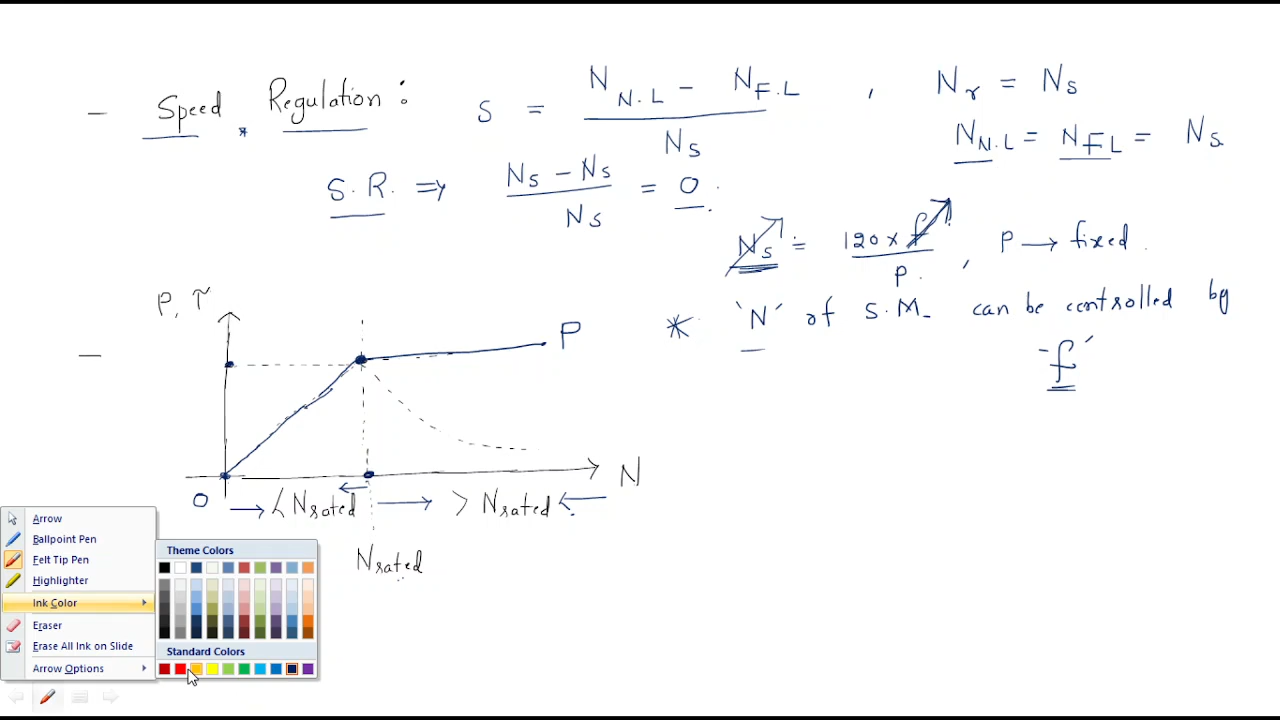 – Speed Regulation : S = N N.L – N F.L / Ns , Nr = Ns
*
N N.L = N FL = Ns
S.R. ⇒ Ns – Ns / Ns = 0
Ns = 120 × f / P , P → fixed.
* 'N' of S.M. can be controlled by
'f'
P, T
– P
N
O → < Nrated → > Nrated ←
Nrated
Arrow
Ballpoint Pen
Felt Tip Pen
Highlighter
Ink Color
Eraser
Erase All Ink on Slide
Arrow Options
Theme Colors
Standard Colors